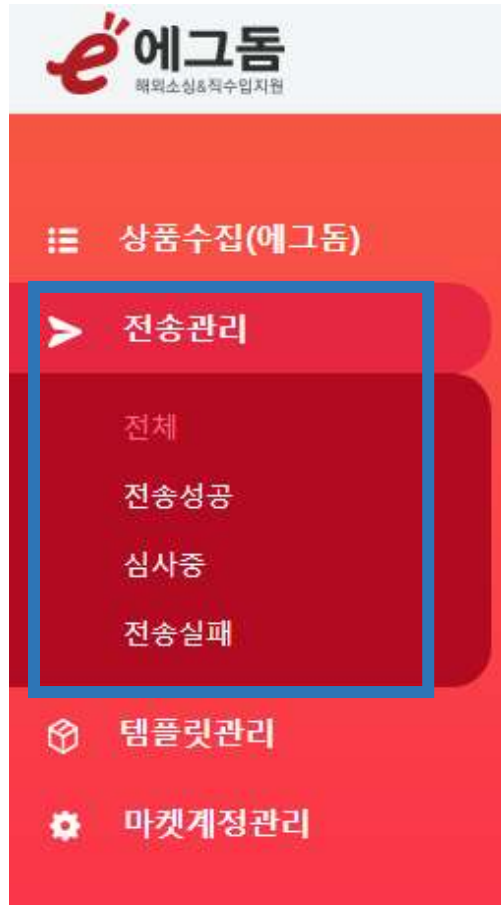 에그돔
해외소싱&직수입지원
상품수집(에그돔)
전송관리
전체
전송성공
심사중
전송실패
템플릿관리
마켓계정관리